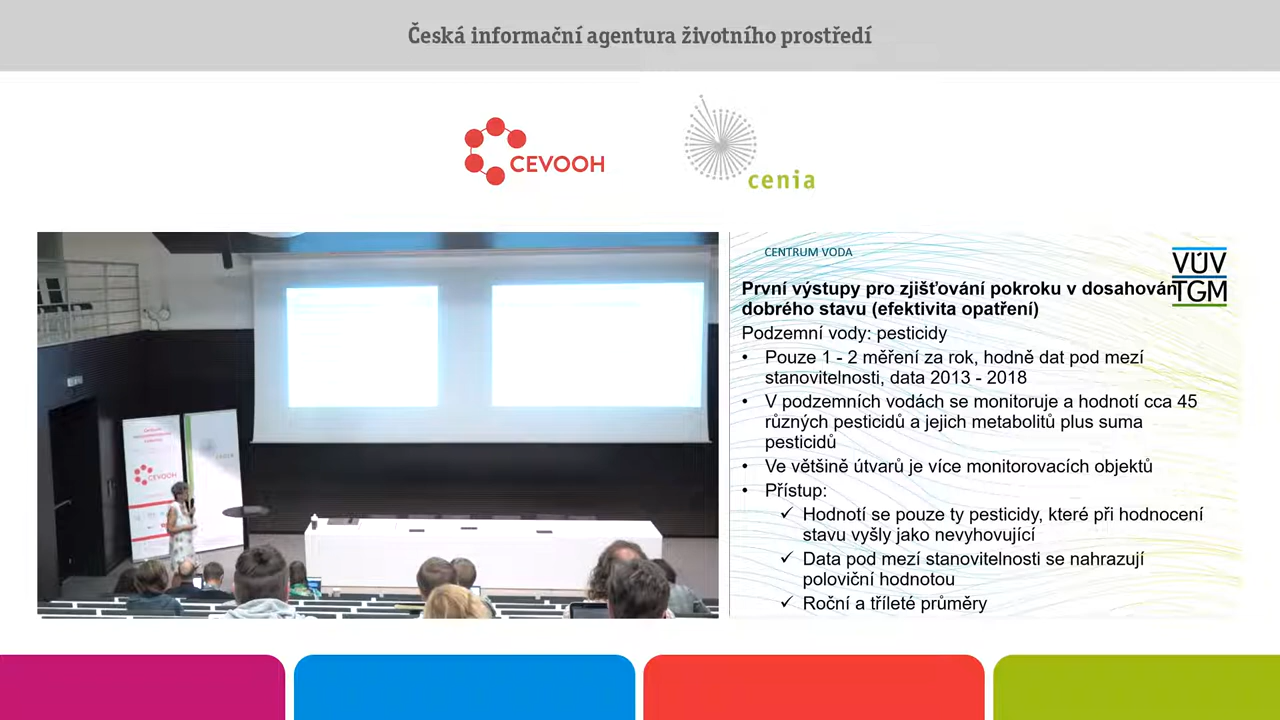 Česká informační agentura životního prostředí
CEVOOH
cenia
CEVOOH
cenia
CENTRUM VODA
VÚV
TGM
První výstupy pro zjišťování pokroku v dosahován
dobrého stavu (efektivita opatření)
Podzemní vody: pesticidy
• Pouze 1 - 2 měření za rok, hodně dat pod mezí
stanovitelnosti, data 2013 - 2018
• V podzemních vodách se monitoruje a hodnotí cca 45
různých pesticidů a jejich metabolitů plus suma
pesticidů
• Ve většině útvarů je více monitorovacích objektů
• Přístup:
✓ Hodnotí se pouze ty pesticidy, které při hodnocení
stavu vyšly jako nevyhovující
✓ Data pod mezí stanovitelnosti se nahrazují
poloviční hodnotou
✓ Roční a tříleté průměry